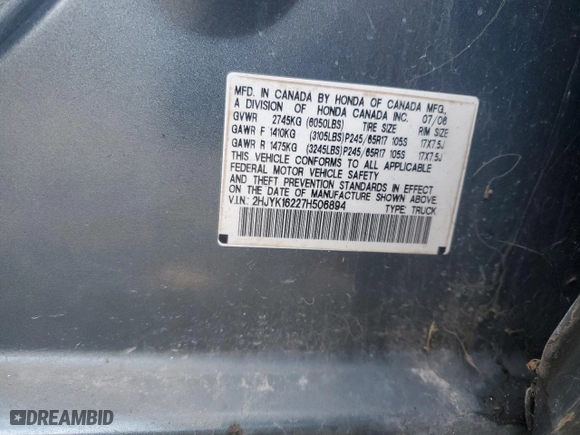 MFD. IN CANADA BY HONDA OF CANADA MFG.,
A DIVISION OF HONDA CANADA INC. 07/06
GVWR 2745KG (6050LBS) TIRE SIZE RIM SIZE
GAWR F 1410KG (3105LBS)P245/65R17 105S 17X7.5J
GAWR R 1475KG (3245LBS)P245/65R17 105S 17X7.5J
THIS VEHICLE CONFORMS TO ALL APPLICABLE
FEDERAL MOTOR VEHICLE SAFETY
AND THEFT PREVENTION STANDARDS IN EFFECT
ON THE DATE OF MANUFACTURE SHOWN ABOVE.
V.I.N.: 2HJYK16227H506894 TYPE: TRUCK
DREAMBID